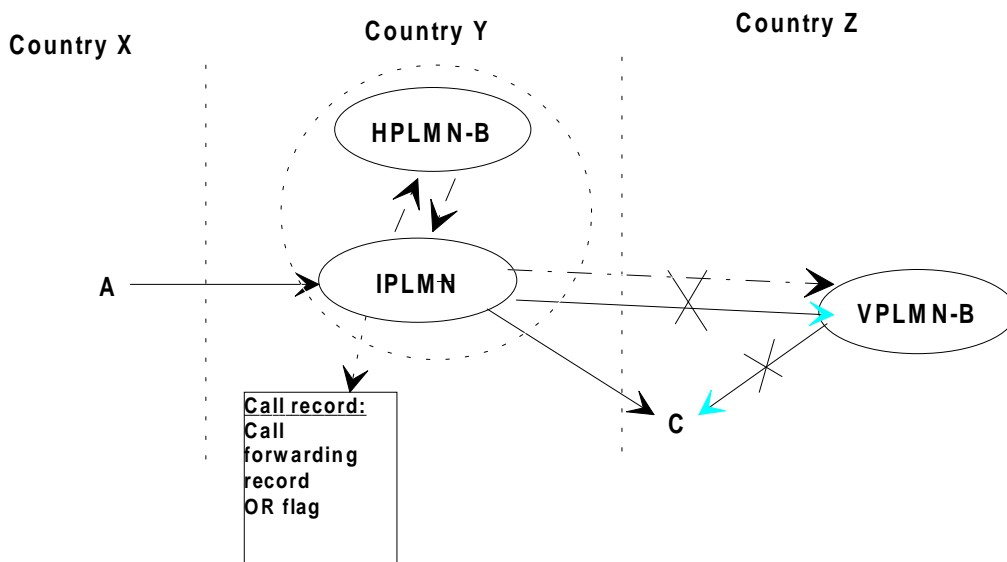 Country X
Country Y
Country Z
HPLMN-B
IPLMN
A
VPLMN-B
C
Call record:
Call
forwarding
record
OR flag